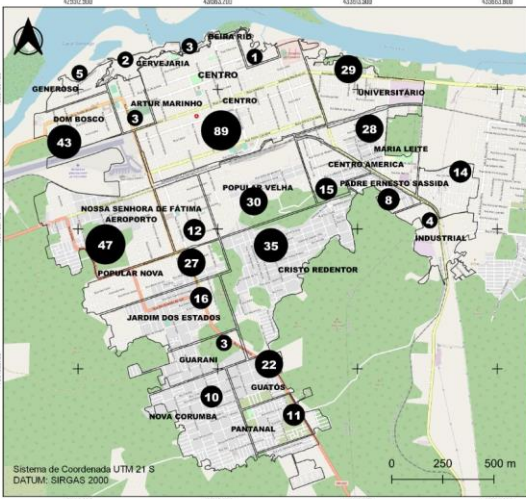 BEIRA RIO
3
1
2
CERVEJARIA
29
5
CENTRO
GENEROSO
UNIVERSITÁRIO
ARTUR MARINHO
CENTRO
3
DOM BOSCO
89
28
43
MARIA LEITE
CENTRO AMERICA
14
PADRE ERNESTO SASSIDA
POPULAR VELHA
15
30
8
NOSSA SENHORA DE FÁTIMA
AEROPORTO
4
12
INDUSTRIAL
47
35
27
CRISTO REDENTOR
POPULAR NOVA
16
JARDIM DOS ESTADOS
3
GUARANI
22
GUATÓS
10
11
NOVA CORUMBA
PANTANAL
Sistema de Coordenada UTM 21 S
DATUM: SIRGAS 2000
0 250 500 m